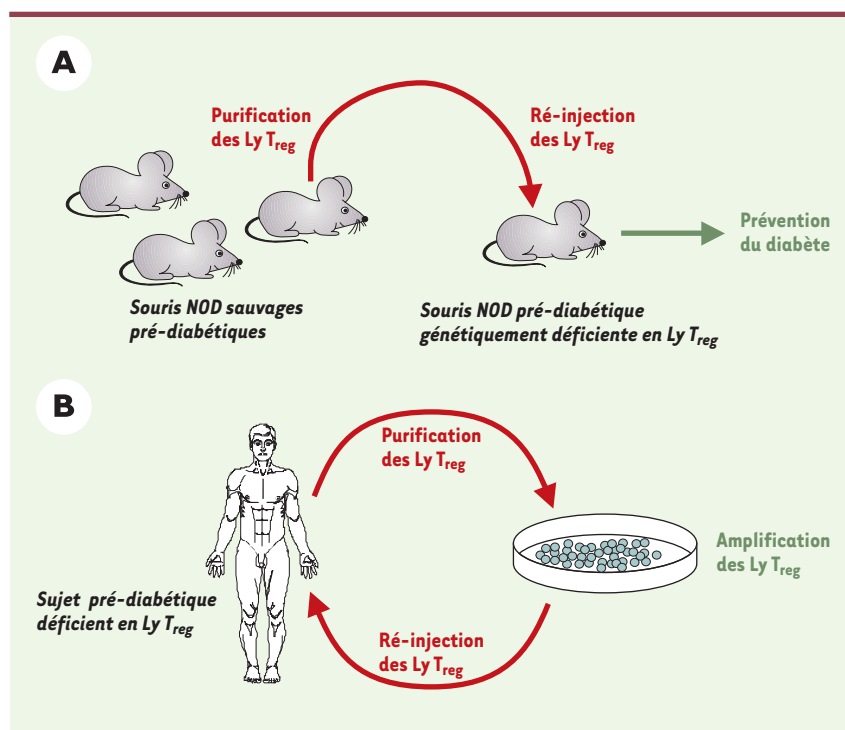 A
Purification
des Ly Treg
Ré-injection
des Ly Treg
Prévention
du diabète
Souris NOD sauvages
pré-diabétiques
Souris NOD pré-diabétique
génétiquement déficiente en Ly Treg
B
Purification
des Ly Treg
Amplification
des Ly Treg
Sujet pré-diabétique
déficient en Ly Treg
Ré-injection
des Ly Treg